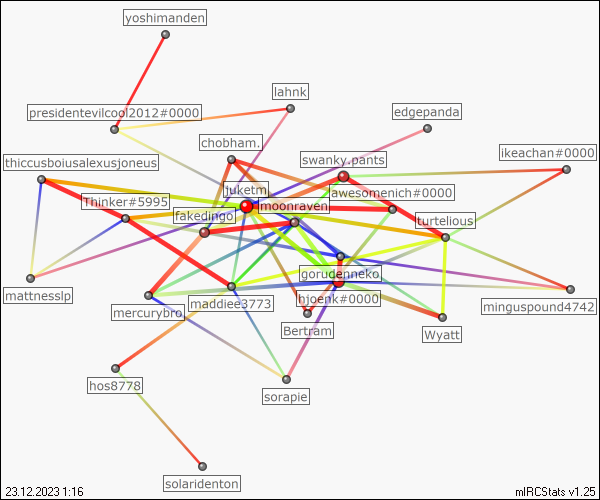 yoshimanden
lahnk
presidentevilcool2012#0000
edgepanda
chobham.
ikeachan#0000
thiccusboiusalexusjoneus
swanky.pants
juketm
awesomenich#0000
Thinker#5995
moonraven
fakedingo
turtelious
gorudenneko
mattnesslp
hjoenk#0000
maddiee3773
mercurybro
minguspound4742
Bertram
Wyatt
hos8778
sorapie
solaridenton
23.12.2023 1:16
mIRCStats v1.25